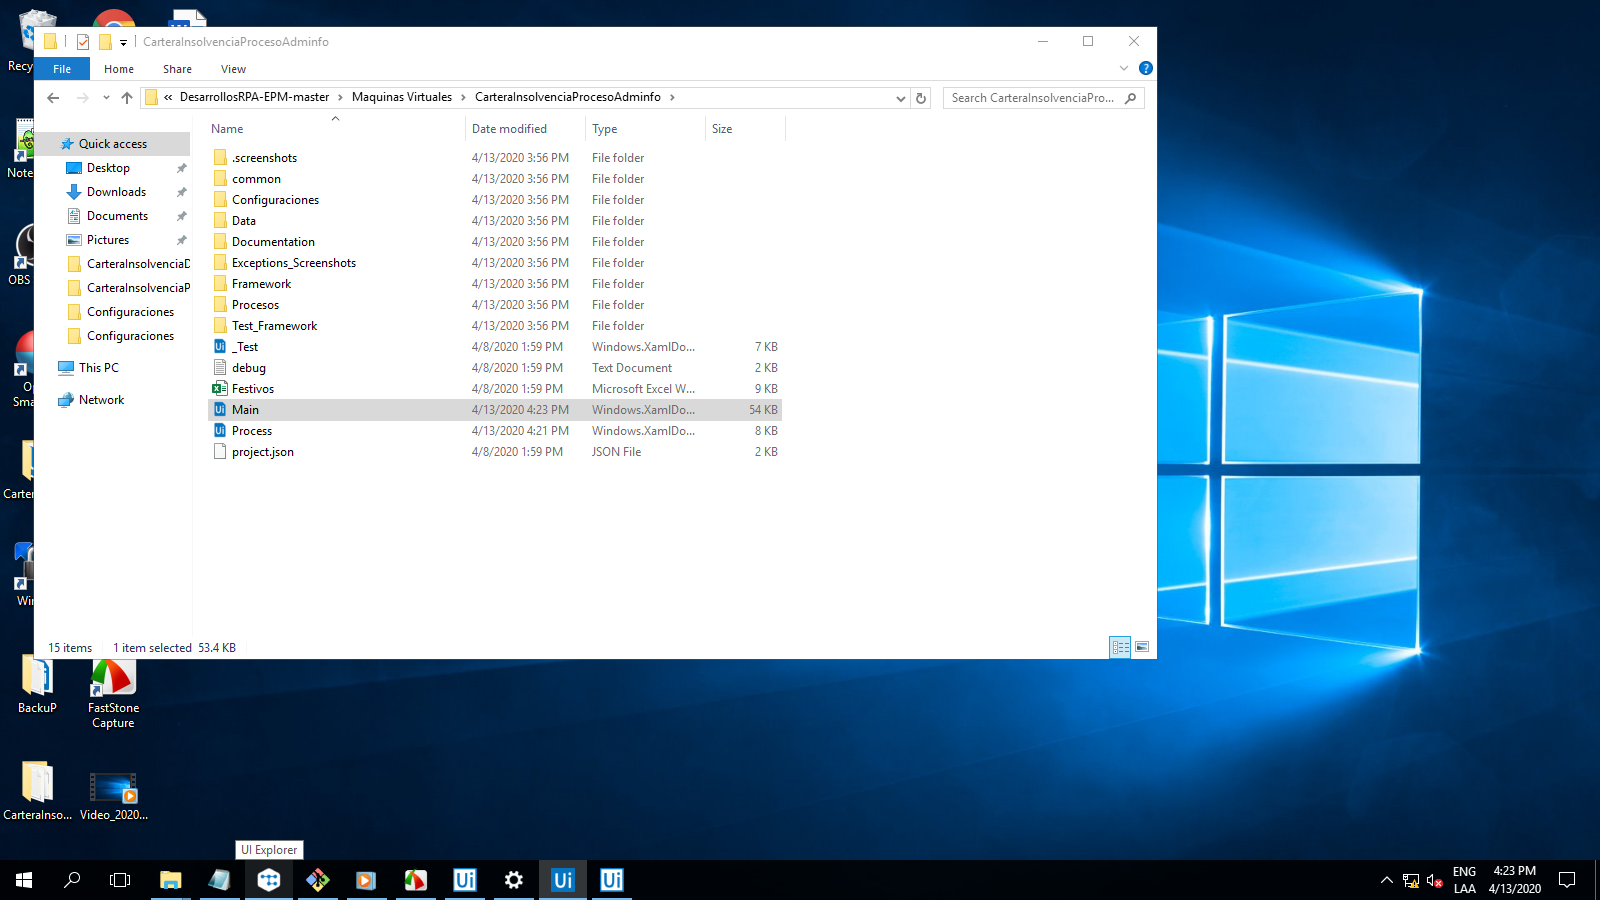 CarteraInsolvenciaProcesoAdminfo
File Home Share View
« DesarrollosRPA-EPM-master > Maquinas Virtuales > CarteraInsolvenciaProcesoAdminfo >
Search CarteraInsolvenciaPro...
Name Date modified Type Size
Quick access
Desktop
Downloads
Documents
Pictures
CarteraInsolvenciaD
CarteraInsolvenciaP
Configuraciones
Configuraciones
This PC
Network
.screenshots 4/13/2020 3:56 PM File folder
common 4/13/2020 3:56 PM File folder
Configuraciones 4/13/2020 3:56 PM File folder
Data 4/13/2020 3:56 PM File folder
Documentation 4/13/2020 3:56 PM File folder
Exceptions_Screenshots 4/13/2020 3:56 PM File folder
Framework 4/13/2020 3:56 PM File folder
Procesos 4/13/2020 3:56 PM File folder
Test_Framework 4/13/2020 3:56 PM File folder
_Test 4/8/2020 1:59 PM Windows.XamlDo... 7 KB
debug 4/8/2020 1:59 PM Text Document 2 KB
Festivos 4/8/2020 1:59 PM Microsoft Excel W... 9 KB
Main 4/13/2020 4:23 PM Windows.XamlDo... 54 KB
Process 4/13/2020 4:21 PM Windows.XamlDo... 8 KB
project.json 4/8/2020 1:59 PM JSON File 2 KB
15 items 1 item selected 53.4 KB
Recy
Note
OBS
Op
Sma
Carter
Win
BackuP
FastStone
Capture
CarteraInso...
Video_2020...
UI Explorer
ENG
LAA
4:23 PM
4/13/2020